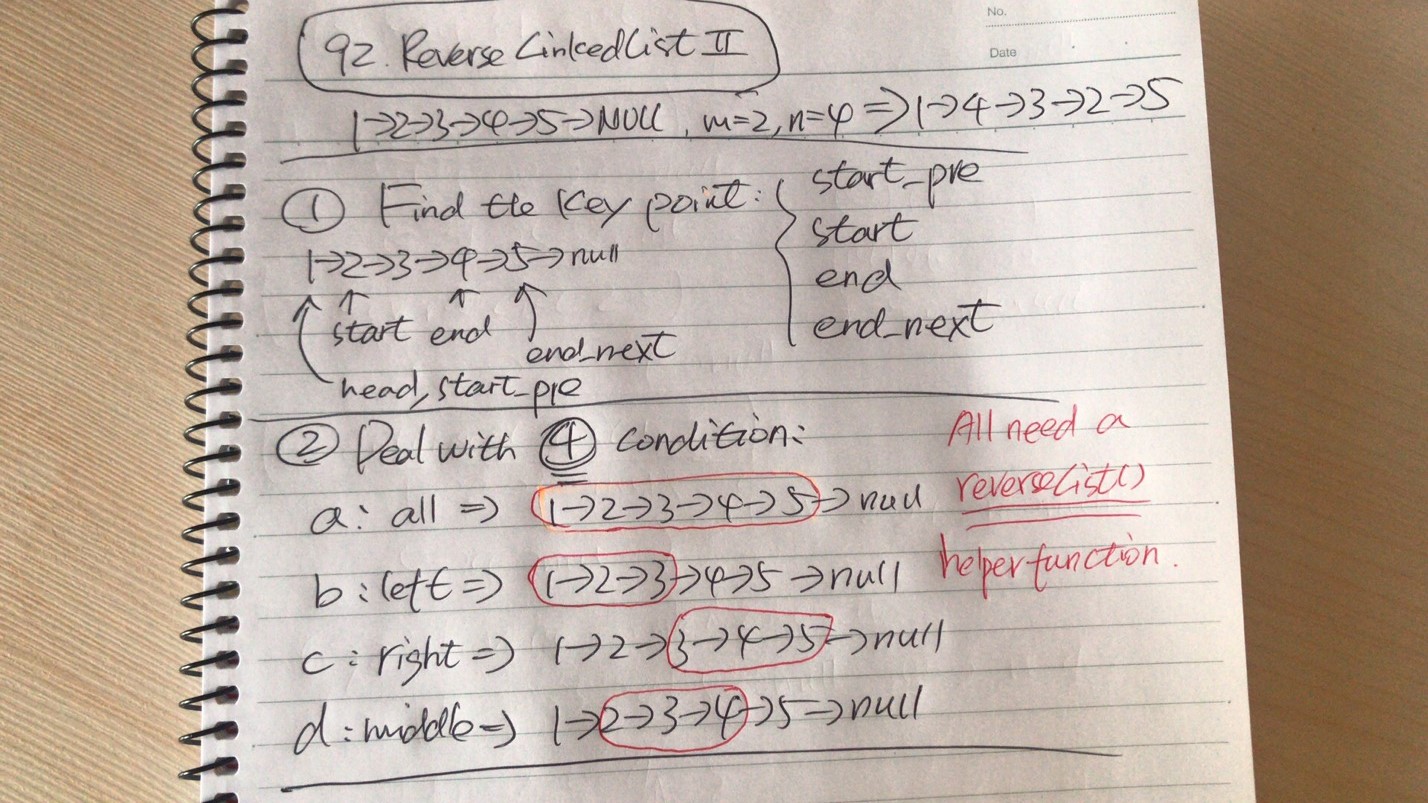 No.
Date
92. Reverse Linked List II
1->2->3->4->5->NULL, m=2, n=4 => 1->4->3->2->5
① Find the key point:
start_pre
start
end
end_next
1->2->3->4->5->null
start end
end_next
head, start_pre
② Deal with ④ condition:
a: all => 1->2->3->4->5->null
b: left => 1->2->3->4->5->null
c: right => 1->2->3->4->5->null
d: middle => 1->2->3->4->5->null
All need a
reverseList()
helper function.